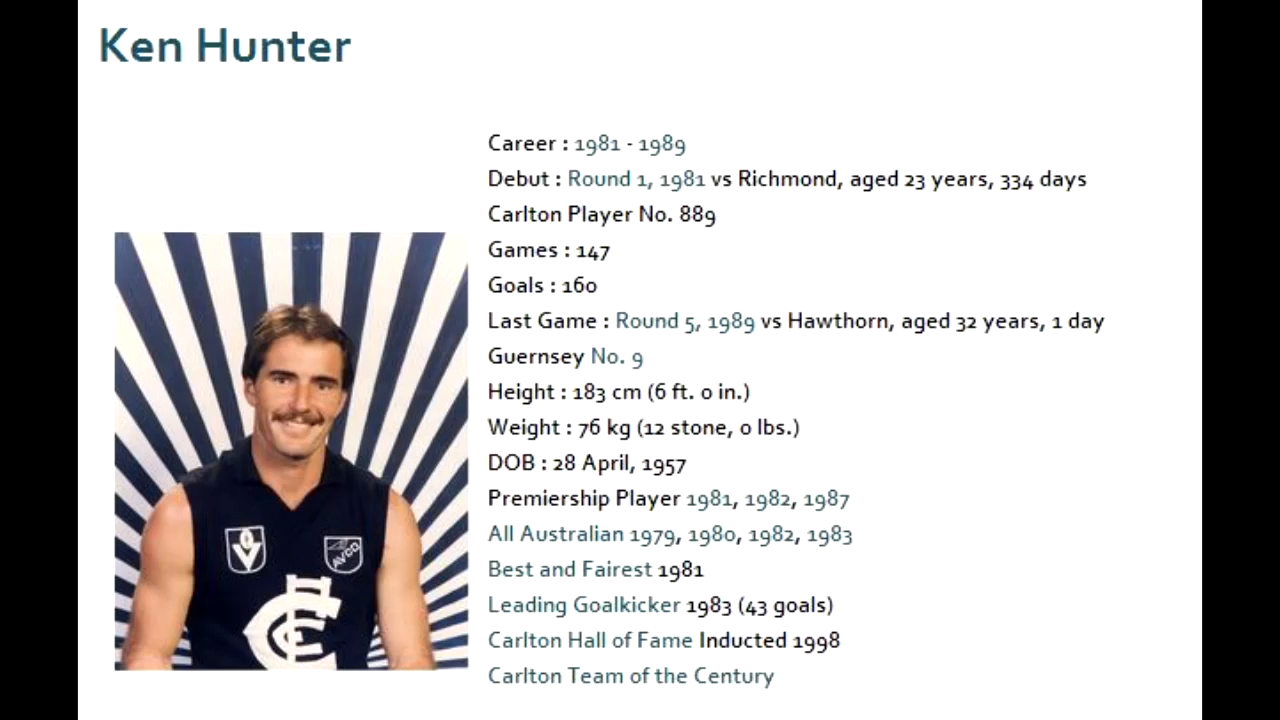 Ken Hunter
Career : 1981 - 1989
Debut : Round 1, 1981 vs Richmond, aged 23 years, 334 days
Carlton Player No. 889
Games : 147
Goals : 160
Last Game : Round 5, 1989 vs Hawthorn, aged 32 years, 1 day
Guernsey No. 9
Height : 183 cm (6 ft. 0 in.)
Weight : 76 kg (12 stone, 0 lbs.)
DOB : 28 April, 1957
Premiership Player 1981, 1982, 1987
All Australian 1979, 1980, 1982, 1983
Best and Fairest 1981
Leading Goalkicker 1983 (43 goals)
Carlton Hall of Fame Inducted 1998
Carlton Team of the Century
V
AVCO
CFC